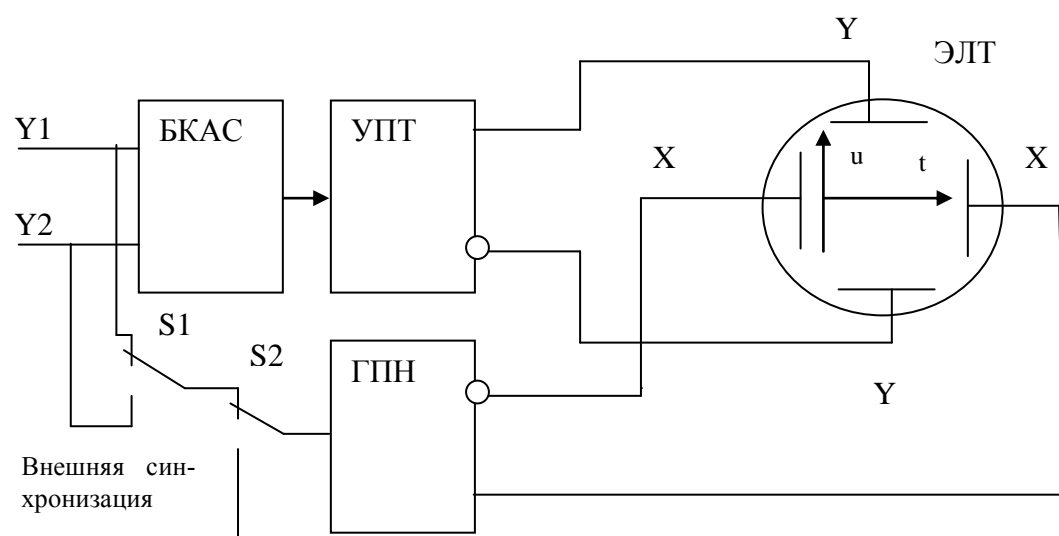 Y
ЭЛТ
Y1
БКАС
УПТ
X
u
t
X
Y2
S1
S2
ГПН
Y
Внешняя син-
хронизация